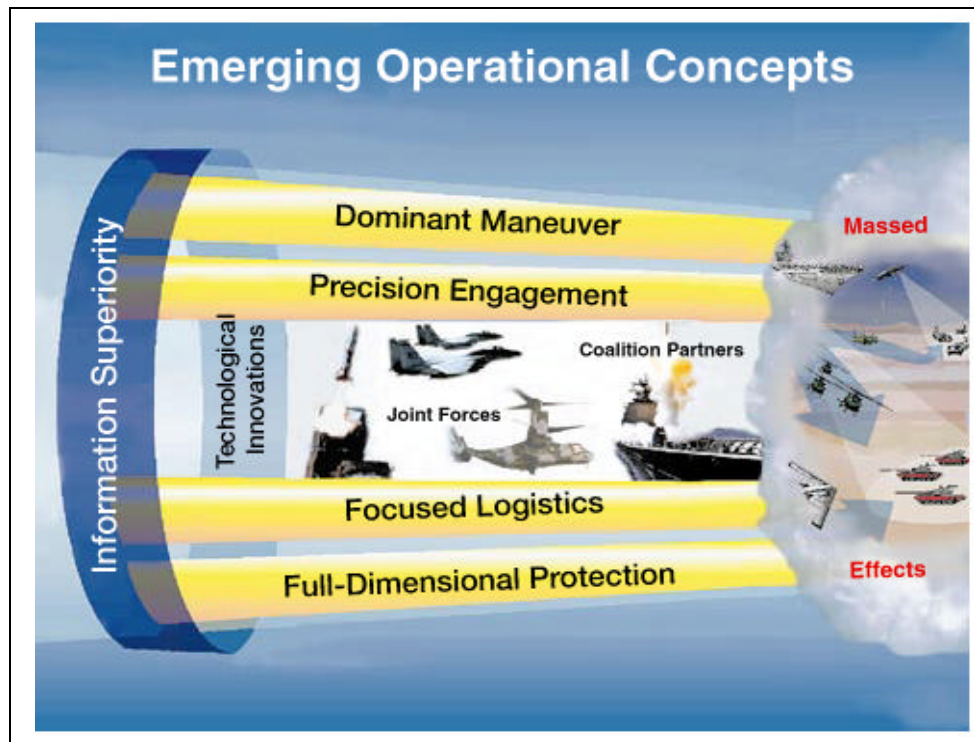 Emerging Operational Concepts
Information Superiority
Technological
Innovations
Dominant Maneuver
Precision Engagement
Joint Forces
Coalition Partners
Focused Logistics
Full-Dimensional Protection
Massed
Effects